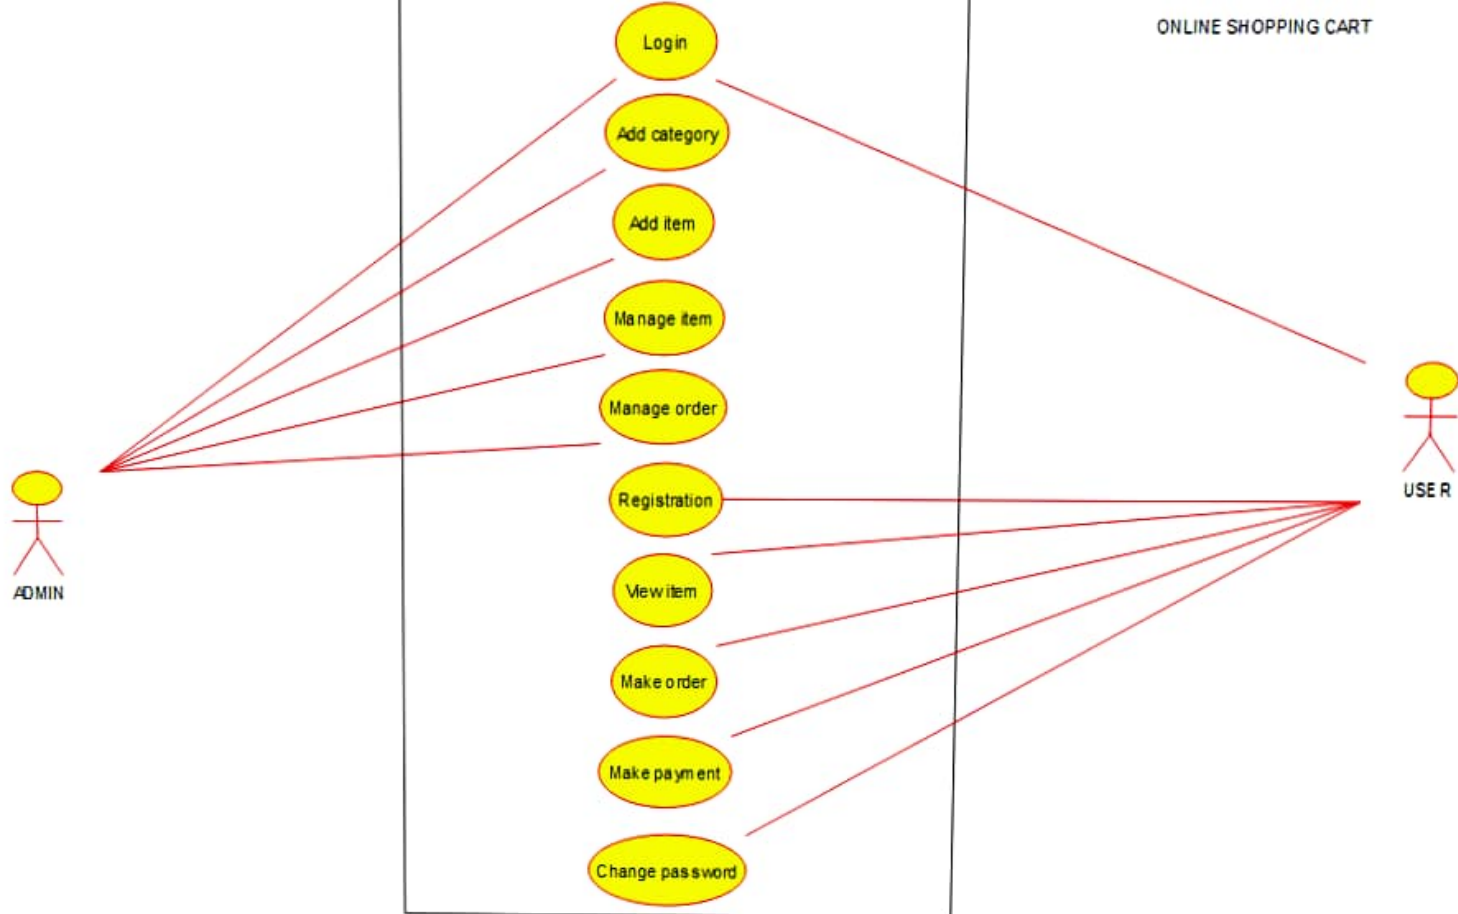 ONLINE SHOPPING CART
Login
Add category
Add item
Manage item
Manage order
Registration
View item
Make order
Make payment
Change password
ADMIN
USER